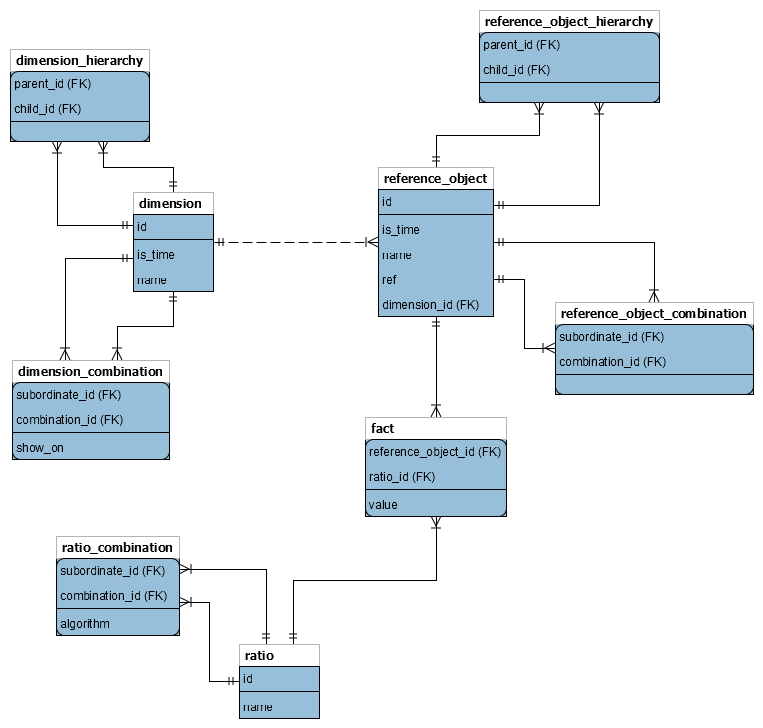 reference_object_hierarchy
parent_id (FK)
child_id (FK)
dimension_hierarchy
parent_id (FK)
child_id (FK)
dimension
id
is_time
name
reference_object
id
is_time
name
ref
dimension_id (FK)
reference_object_combination
subordinate_id (FK)
combination_id (FK)
dimension_combination
subordinate_id (FK)
combination_id (FK)
show_on
fact
reference_object_id (FK)
ratio_id (FK)
value
ratio_combination
subordinate_id (FK)
combination_id (FK)
algorithm
ratio
id
name